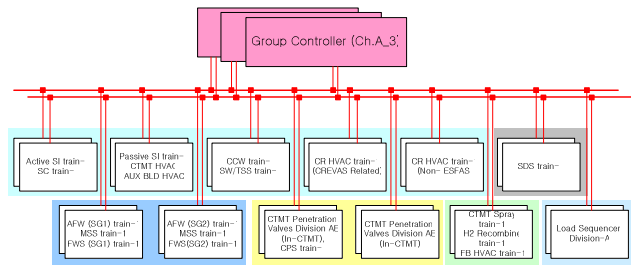 Group Controller (Ch.A_3)
Active SI train-
SC train-
Passive SI train-
CTMT HVAC
AUX BLD HVAC
CCW train-
SW/TSS train-
CR HVAC train-
(CREVAS Related)
CR HVAC train-
(Non- ESFAS
SDS train-
AFW (SG1) train-
MSS train-1
FWS (SG1) train-1
AFW (SG2) train-
MSS train-1
FWS(SG2) train-1
CTMT Penetration
Valves Division AE
(In-CTMT),
CPS train-
CTMT Penetration
Valves Division AE
(In-CTMT)
CTMT Spray
train-1
H2 Recombine
train-1
FB HVAC train-1
Load Sequencer
Division-A